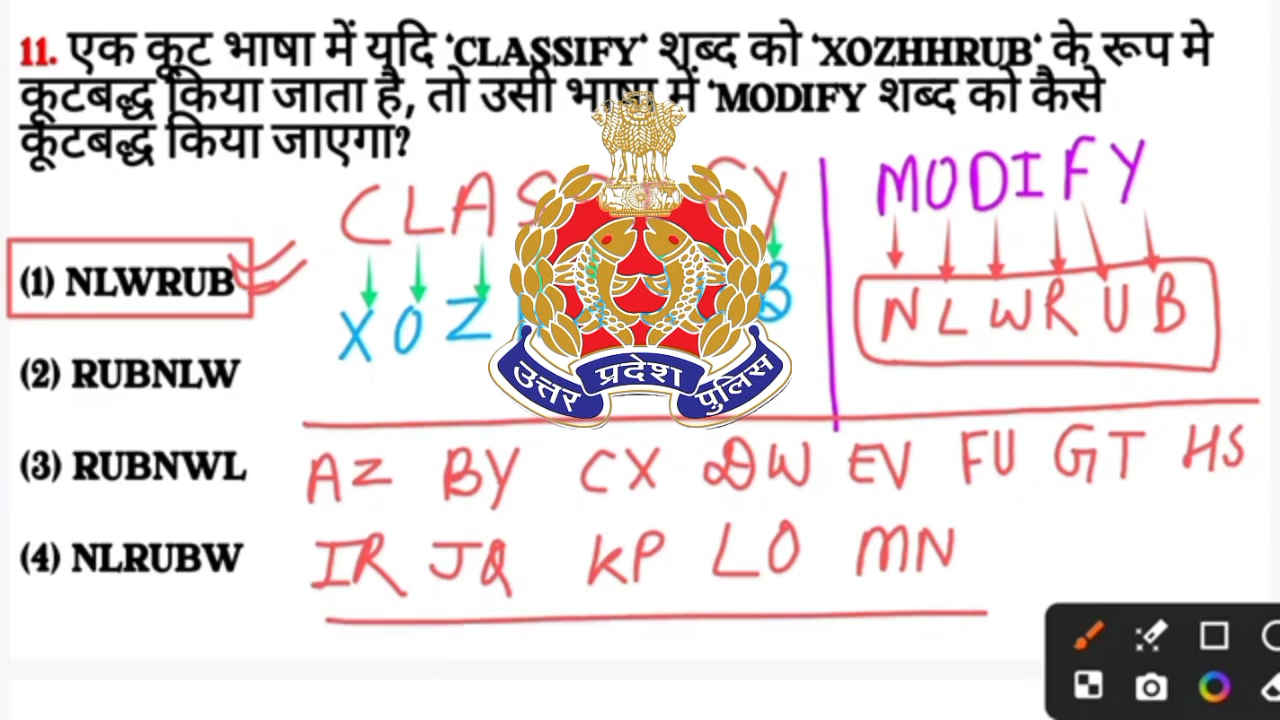 11. एक कूट भाषा में यदि 'CLASSIFY' शब्द को 'XOZHHRUB' के रूप मे
कूटबद्ध किया जाता है, तो उसी भाषा में 'MODIFY शब्द को कैसे
कूटबद्ध किया जाएगा?
CLAS Y
MODIFY
(1) NLWRUB
XOZ B
NLWRUB
(2) RUBNLW
उत्तर प्रदेश पुलिस
(3) RUBNWL
AZ BY CX DW EV FU GT HS
(4) NLRUBW
IR JQ KP LO MN